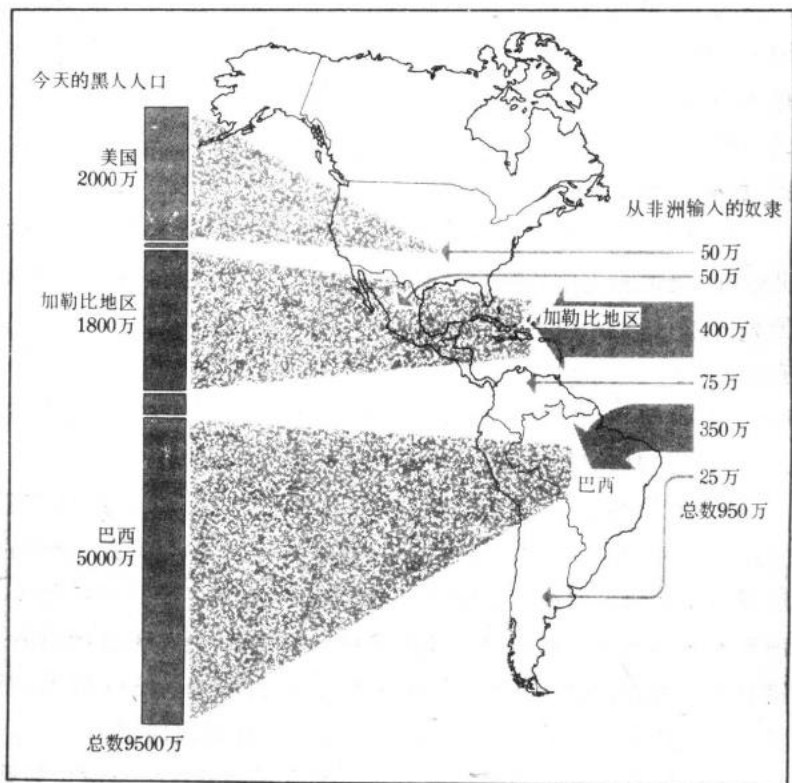 今天的黑人人口
美国
2000万
加勒比地区
1800万
巴西
5000万
总数9500万
从非洲输入的奴隶
50万
50万
加勒比地区
400万
75万
350万
巴西
25万
总数950万